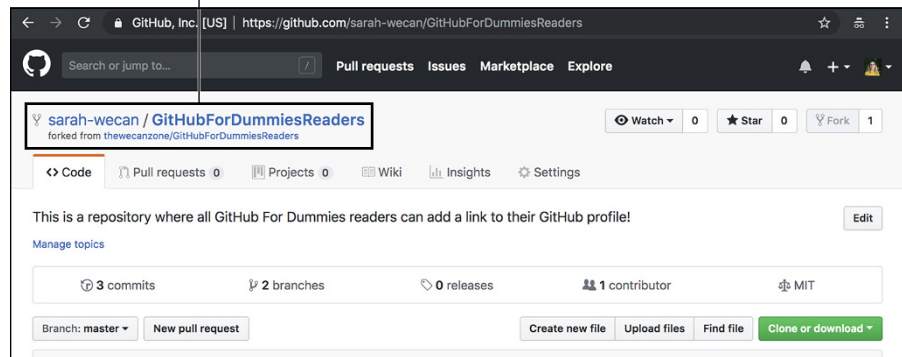 GitHub, Inc. [US] | https://github.com/sarah-wecan/GitHubForDummiesReaders
Search or jump to... / Pull requests Issues Marketplace Explore
sarah-wecan / GitHubForDummiesReaders Watch 0 Star 0 Fork 1
forked from thewecanzone/GitHubForDummiesReaders
<> Code Pull requests 0 Projects 0 Wiki Insights Settings
This is a repository where all GitHub For Dummies readers can add a link to their GitHub profile! Edit
Manage topics
3 commits 2 branches 0 releases 1 contributor MIT
Branch: master New pull request Create new file Upload files Find file Clone or download